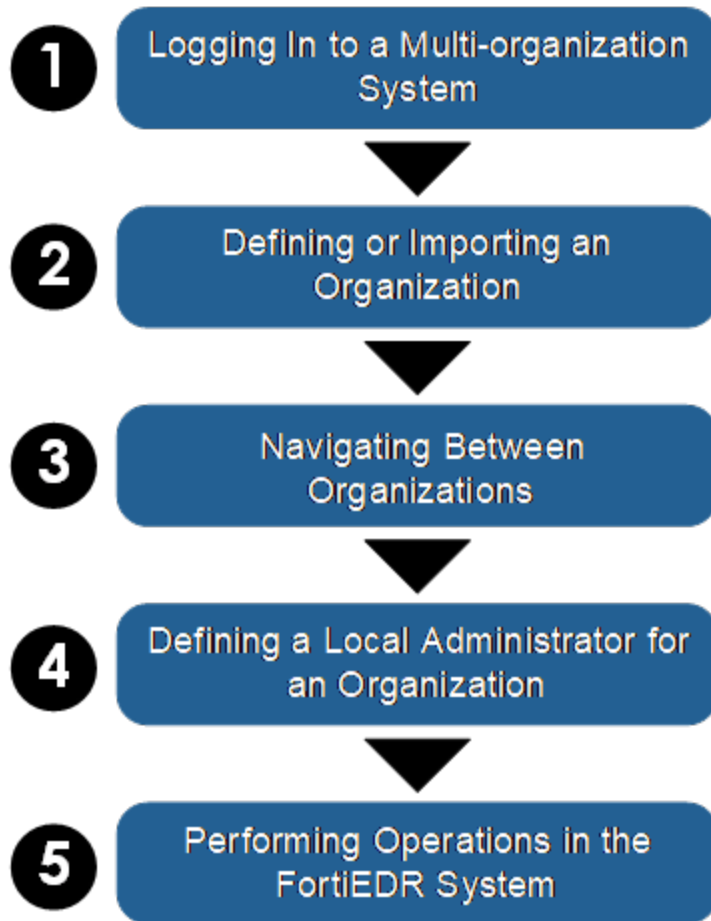 1
Logging In to a Multi-organization
System
2
Defining or Importing an
Organization
3
Navigating Between
Organizations
4
Defining a Local Administrator for
an Organization
5
Performing Operations in the
FortiEDR System